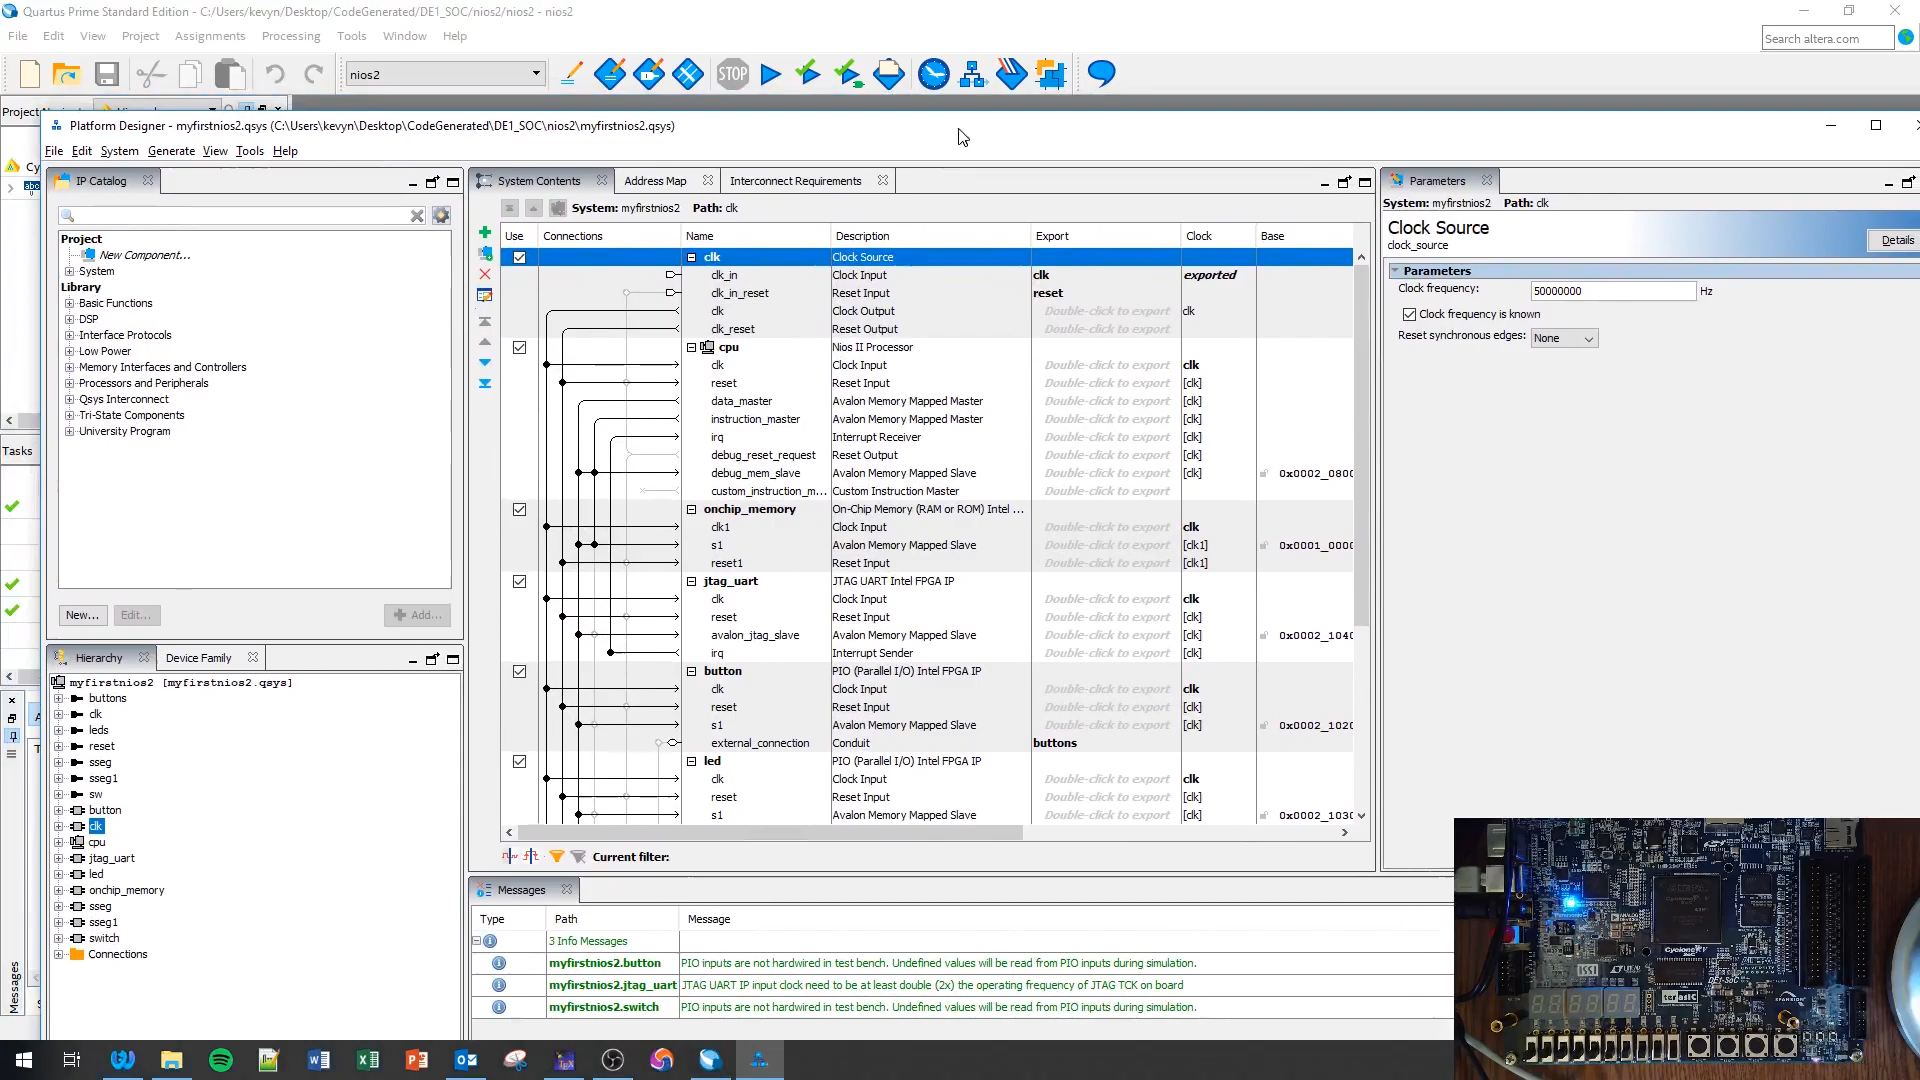 Quartus Prime Standard Edition - C:/Users/kevyn/Desktop/CodeGenerated/DE1_SOC/nios2/nios2 - nios2
File Edit View Project Assignments Processing Tools Window Help
Search altera.com
nios2
STOP
Platform Designer - myfirstnios2.qsys (C:\Users\kevyn\Desktop\CodeGenerated\DE1_SOC\nios2\myfirstnios2.qsys)
File Edit System Generate View Tools Help
IP Catalog
Project
New Component...
System
Library
Basic Functions
DSP
Interface Protocols
Low Power
Memory Interfaces and Controllers
Processors and Peripherals
Qsys Interconnect
Tri-State Components
University Program
New... Edit... Add...
Tasks
Messages
Hierarchy Device Family
myfirstnios2 [myfirstnios2.qsys]
buttons
clk
leds
reset
sseg
sseg1
sw
button
clk
cpu
jtag_uart
led
onchip_memory
sseg
sseg1
switch
Connections
System Contents Address Map Interconnect Requirements
System: myfirstnios2 Path: clk
Use Connections Name Description Export Clock Base
clk Clock Source
clk_in Clock Input clk exported
clk_in_reset Reset Input reset
clk Clock Output Double-click to export clk
clk_reset Reset Output Double-click to export
cpu Nios II Processor
clk Clock Input Double-click to export clk
reset Reset Input Double-click to export [clk]
data_master Avalon Memory Mapped Master Double-click to export [clk]
instruction_master Avalon Memory Mapped Master Double-click to export [clk]
irq Interrupt Receiver Double-click to export [clk]
debug_reset_request Reset Output Double-click to export [clk]
debug_mem_slave Avalon Memory Mapped Slave Double-click to export [clk] 0x0002_0800
custom_instruction_m... Custom Instruction Master Double-click to export
onchip_memory On-Chip Memory (RAM or ROM) Intel ...
clk1 Clock Input Double-click to export clk
s1 Avalon Memory Mapped Slave Double-click to export [clk1] 0x0001_0000
reset1 Reset Input Double-click to export [clk1]
jtag_uart JTAG UART Intel FPGA IP
clk Clock Input Double-click to export clk
reset Reset Input Double-click to export [clk]
avalon_jtag_slave Avalon Memory Mapped Slave Double-click to export [clk] 0x0002_1040
irq Interrupt Sender Double-click to export [clk]
button PIO (Parallel I/O) Intel FPGA IP
clk Clock Input Double-click to export clk
reset Reset Input Double-click to export [clk]
s1 Avalon Memory Mapped Slave Double-click to export [clk] 0x0002_1020
external_connection Conduit buttons
led PIO (Parallel I/O) Intel FPGA IP
clk Clock Input Double-click to export clk
reset Reset Input Double-click to export [clk]
s1 Avalon Memory Mapped Slave Double-click to export [clk] 0x0002_1030
Current filter:
Messages
Type Path Message
3 Info Messages
myfirstnios2.button PIO inputs are not hardwired in test bench. Undefined values will be read from PIO inputs during simulation.
myfirstnios2.jtag_uart JTAG UART IP input clock need to be at least double (2x) the operating frequency of JTAG TCK on board
myfirstnios2.switch PIO inputs are not hardwired in test bench. Undefined values will be read from PIO inputs during simulation.
Parameters
System: myfirstnios2 Path: clk
Clock Source
clock_source
Details
Parameters
Clock frequency: 50000000 Hz
Clock frequency is known
Reset synchronous edges: None
Cyclone V
ISSI
DE1-SoC
terasIC